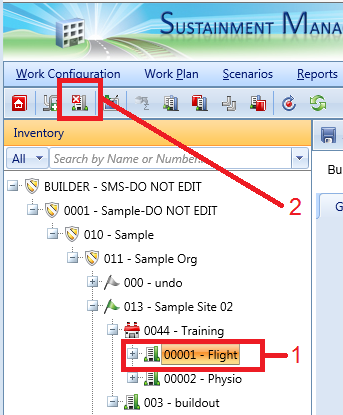 SUSTAINMENT MANA
Work Configuration Work Plan Scenarios Reports
Inventory
All Search by Name or Number...
Bu
G
BUILDER - SMS-DO NOT EDIT
0001 - Sample-DO NOT EDIT
010 - Sample
011 - Sample Org
000 - undo
013 - Sample Site 02
0044 - Training
00001 - Flight
00002 - Physio
003 - buildout
2
1